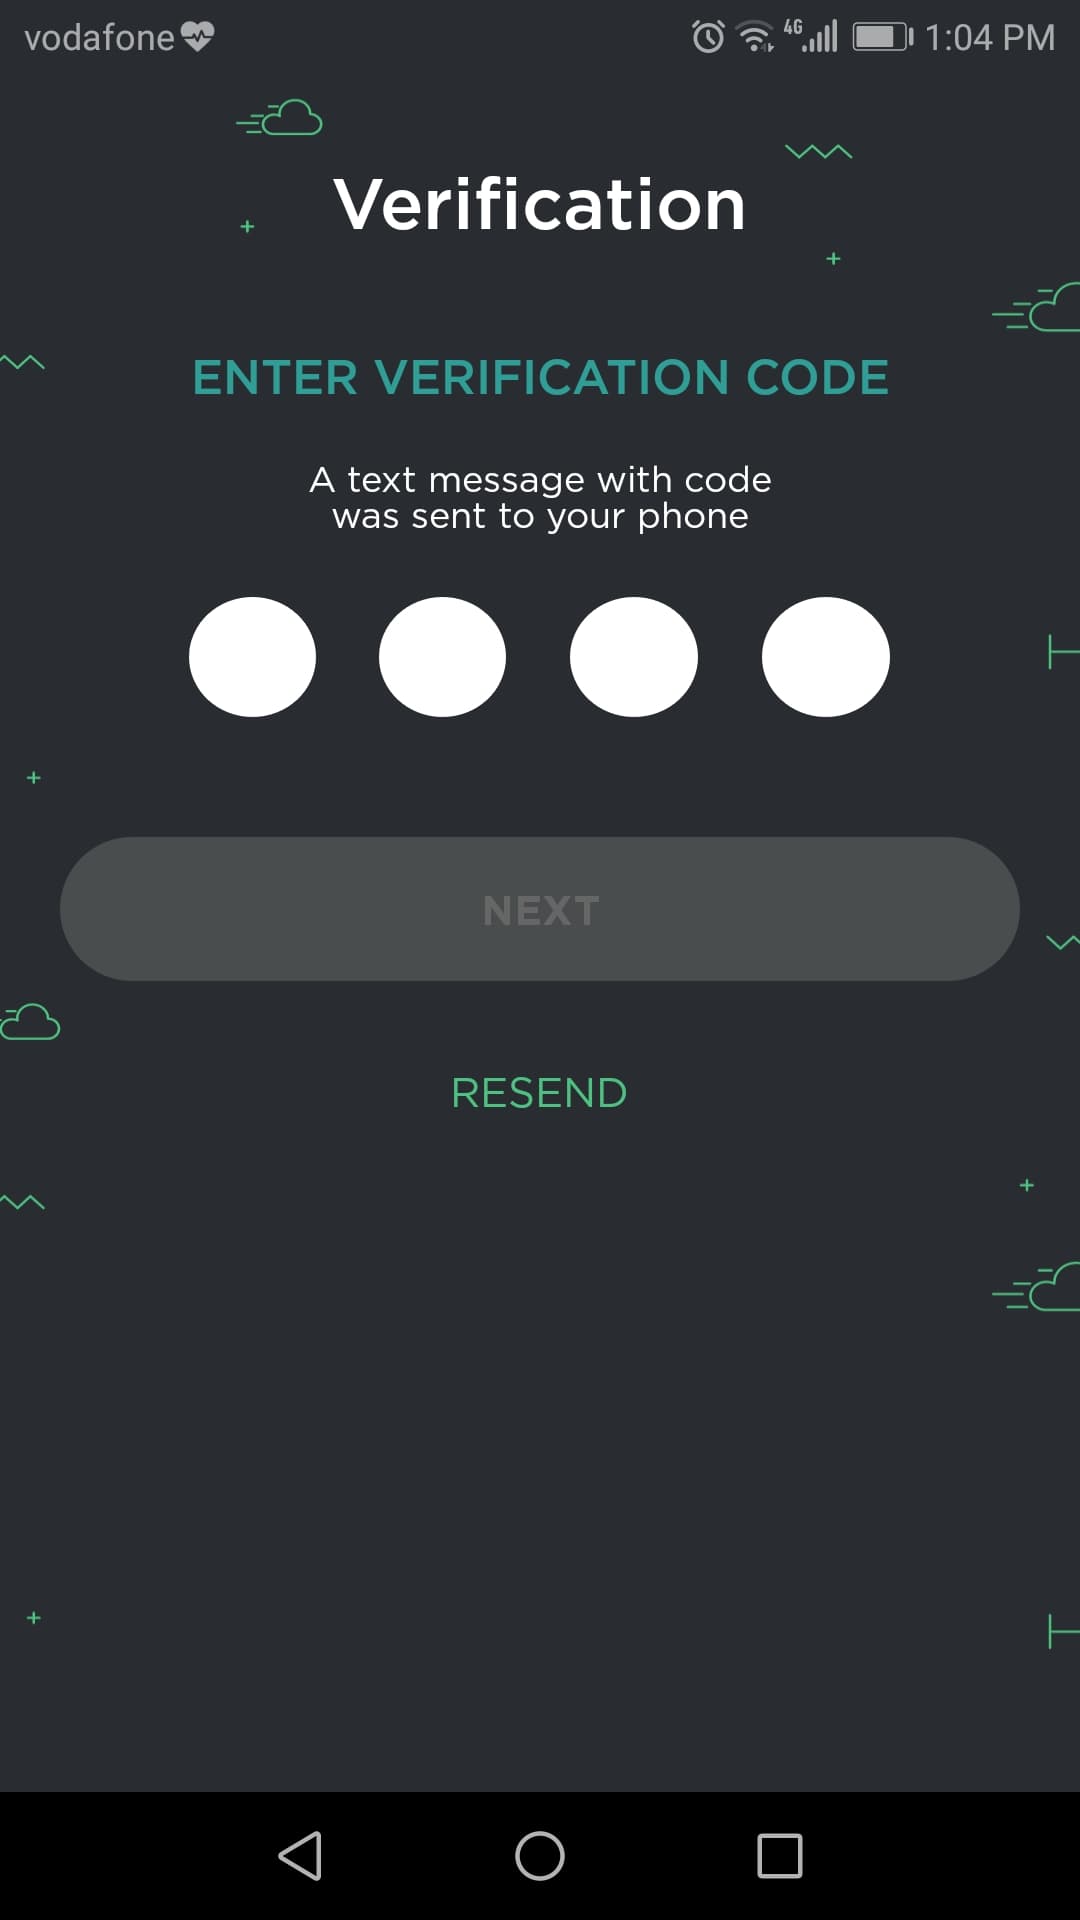 vodafone
4G
1:04 PM
Verification
ENTER VERIFICATION CODE
A text message with code
was sent to your phone
NEXT
RESEND